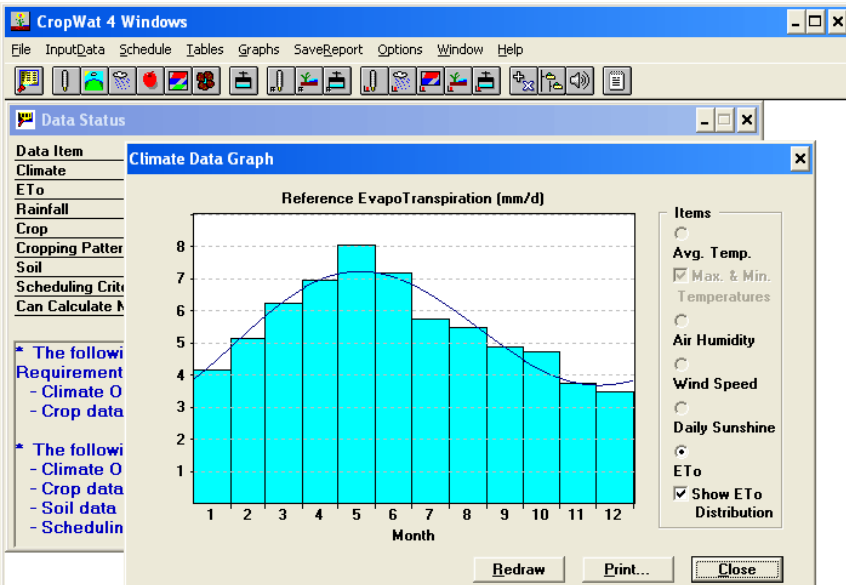 CropWat 4 Windows
File InputData Schedule Tables Graphs SaveReport Options Window Help
Data Status
Data Item
Climate
ETo
Rainfall
Crop
Cropping Patter
Soil
Scheduling Crite
Can Calculate N
* The followi
Requirement
- Climate O
- Crop data
* The followi
- Climate O
- Crop data
- Soil data
- Schedulin
Climate Data Graph
Reference EvapoTranspiration (mm/d)
8
7
6
5
4
3
2
1
1 2 3 4 5 6 7 8 9 10 11 12
Month
Items
Avg. Temp.
Max. & Min.
Temperatures
Air Humidity
Wind Speed
Daily Sunshine
ETo
Show ETo
Distribution
Redraw Print... Close